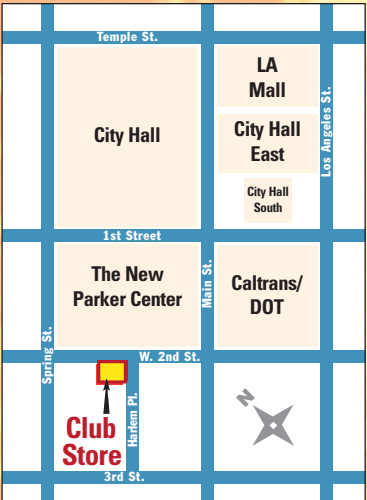 Temple St.
LA
Mall
City Hall
City Hall
East
Los Angeles St.
City Hall
South
1st Street
The New
Parker Center
Main St.
Caltrans/
DOT
Spring St.
W. 2nd St.
Harlem Pl.
N
Club
Store
3rd St.